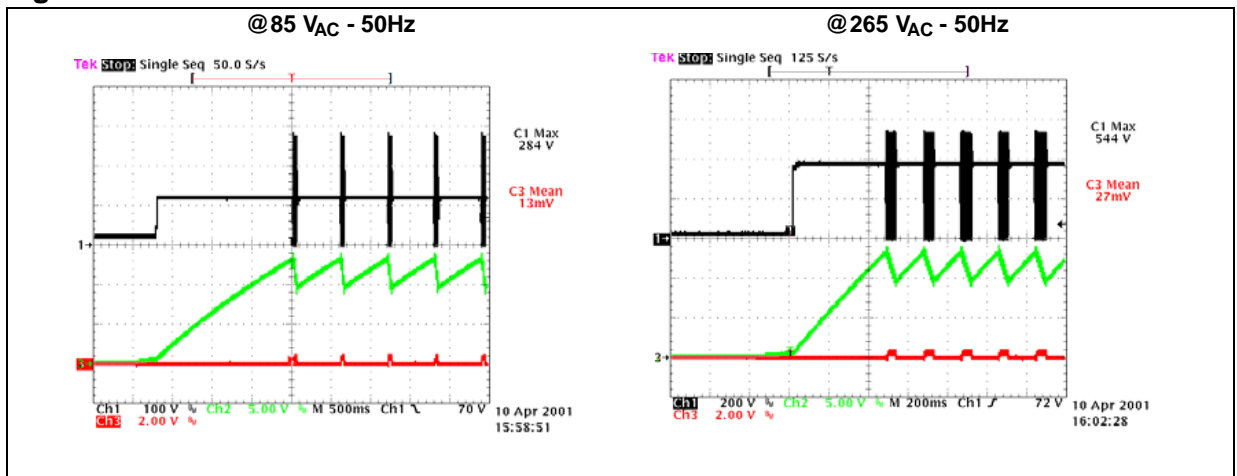 @85 VAC - 50Hz
@265 VAC - 50Hz
Tek Stop: Single Seq 50.0 S/s
C1 Max
284 V
C3 Mean
13mV
1
3
Ch1 100 V Ch2 5.00 V M 500ms Ch1 70 V
Ch3 2.00 V
10 Apr 2001
15:58:51
Tek Stop: Single Seq 125 S/s
C1 Max
544 V
C3 Mean
27mV
1
Ch1 200 V Ch2 5.00 V M 200ms Ch1 72 V
Ch3 2.00 V
10 Apr 2001
16:02:28